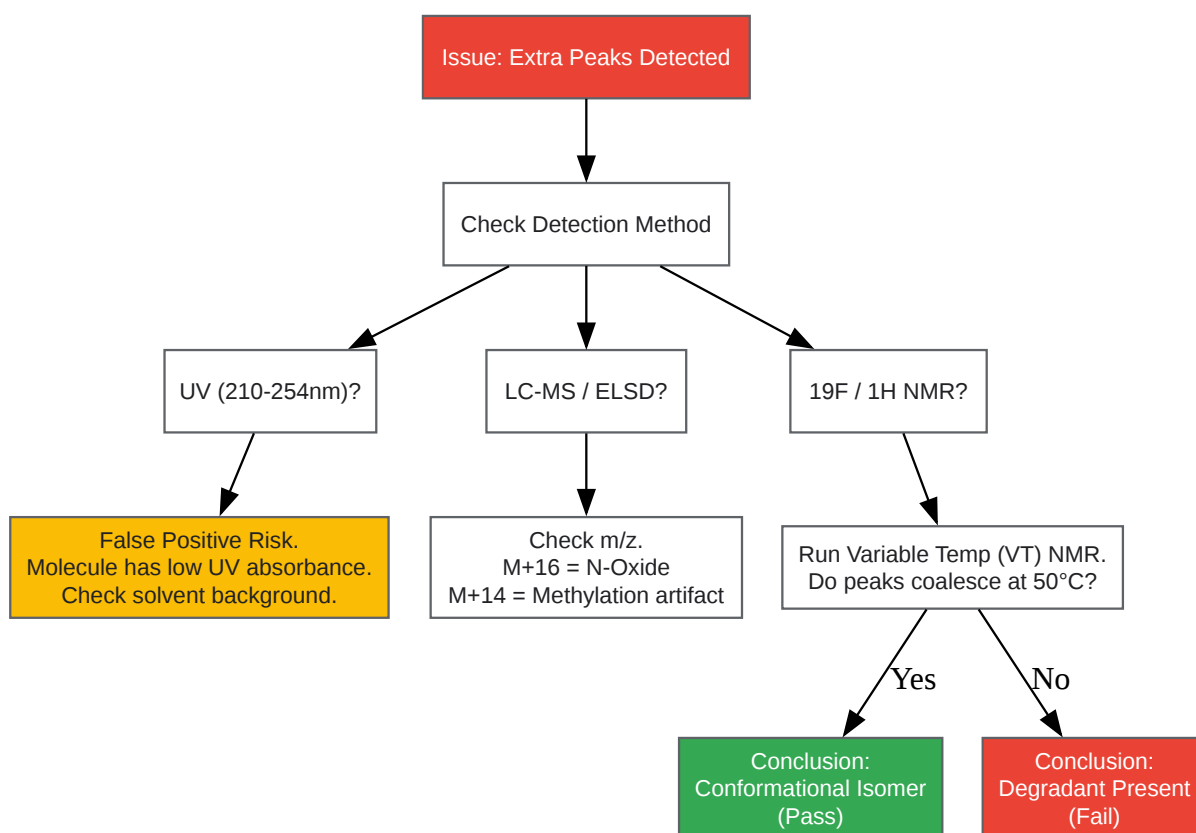 Issue: Extra Peaks Detected
Check Detection Method
UV (210-254nm)?
LC-MS / ELSD?
19F / 1H NMR?
False Positive Risk.
Molecule has low UV absorbance.
Check solvent background.
Check m/z.
M+16 = N-Oxide
M+14 = Methylation artifact
Run Variable Temp (VT) NMR.
Do peaks coalesce at 50°C?
Yes
No
Conclusion:
Conformational Isomer
(Pass)
Conclusion:
Degradant Present
(Fail)